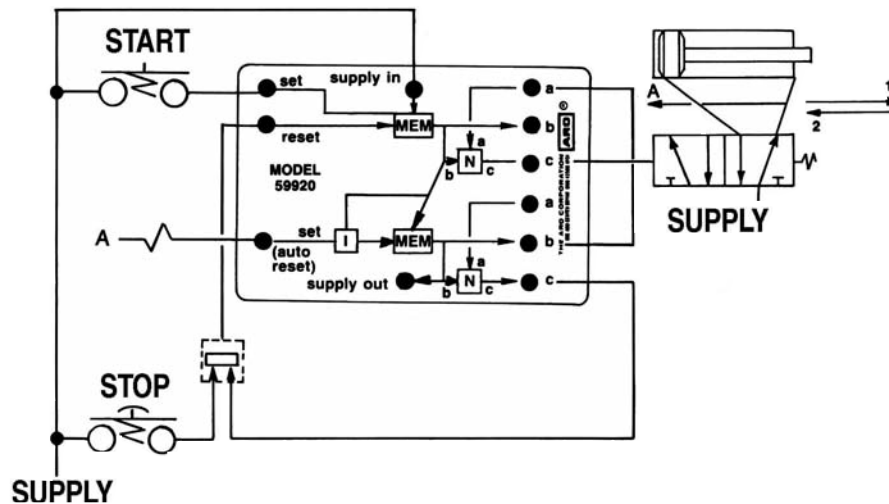 START
set
supply in
a
A
1
2
reset
MEM
b
ARO
®
a
MODEL
59920
b
N
c
c
THE ARO CORPORATION
a
SUPPLY
A
set
(auto
reset)
I
MEM
b
a
supply out
b
N
c
c
STOP
SUPPLY